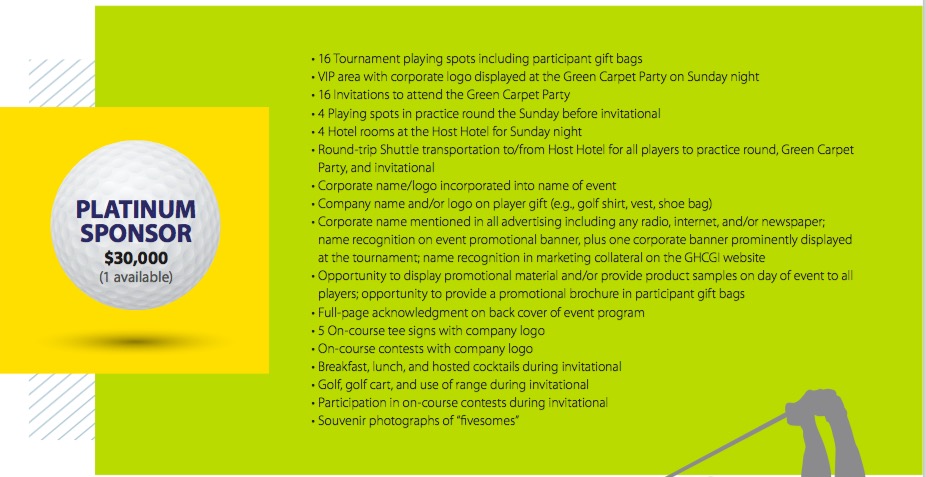 PLATINUM
SPONSOR
$30,000
(1 available)
• 16 Tournament playing spots including participant gift bags
• VIP area with corporate logo displayed at the Green Carpet Party on Sunday night
• 16 Invitations to attend the Green Carpet Party
• 4 Playing spots in practice round the Sunday before invitational
• 4 Hotel rooms at the Host Hotel for Sunday night
• Round-trip Shuttle transportation to/from Host Hotel for all players to practice round, Green Carpet
Party, and invitational
• Corporate name/logo incorporated into name of event
• Company name and/or logo on player gift (e.g., golf shirt, vest, shoe bag)
• Corporate name mentioned in all advertising including any radio, internet, and/or newspaper;
name recognition on event promotional banner, plus one corporate banner prominently displayed
at the tournament; name recognition in marketing collateral on the GHCGI website
• Opportunity to display promotional material and/or provide product samples on day of event to all
players; opportunity to provide a promotional brochure in participant gift bags
• Full-page acknowledgment on back cover of event program
• 5 On-course tee signs with company logo
• On-course contests with company logo
• Breakfast, lunch, and hosted cocktails during invitational
• Golf, golf cart, and use of range during invitational
• Participation in on-course contests during invitational
• Souvenir photographs of “fivesomes”